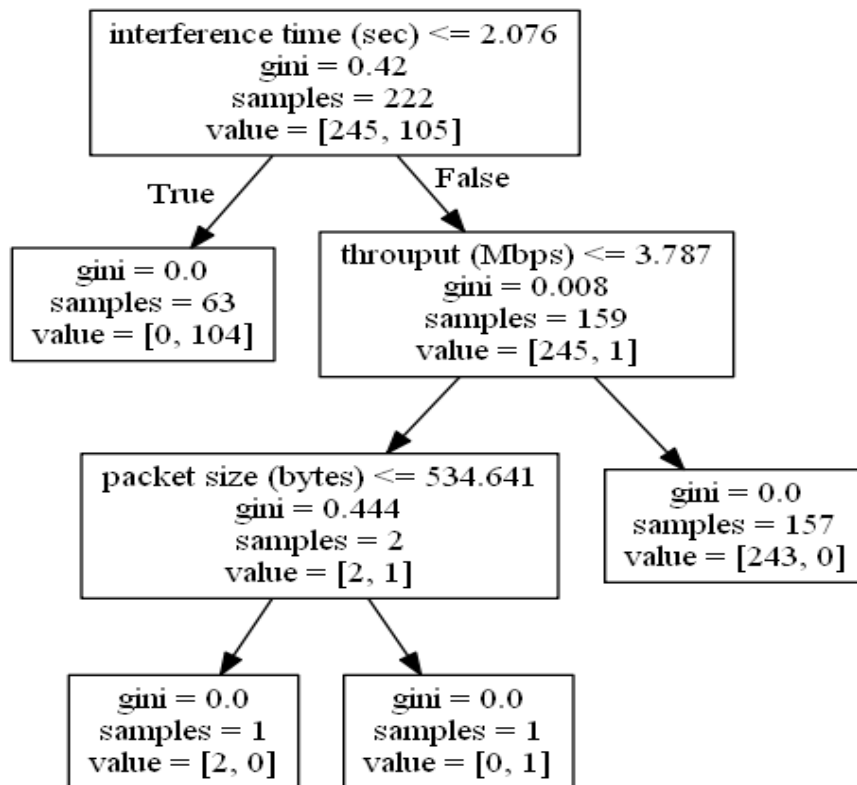 interference time (sec) <= 2.076
gini = 0.42
samples = 222
value = [245, 105]
True
False
gini = 0.0
samples = 63
value = [0, 104]
throuput (Mbps) <= 3.787
gini = 0.008
samples = 159
value = [245, 1]
packet size (bytes) <= 534.641
gini = 0.444
samples = 2
value = [2, 1]
gini = 0.0
samples = 157
value = [243, 0]
gini = 0.0
samples = 1
value = [2, 0]
gini = 0.0
samples = 1
value = [0, 1]